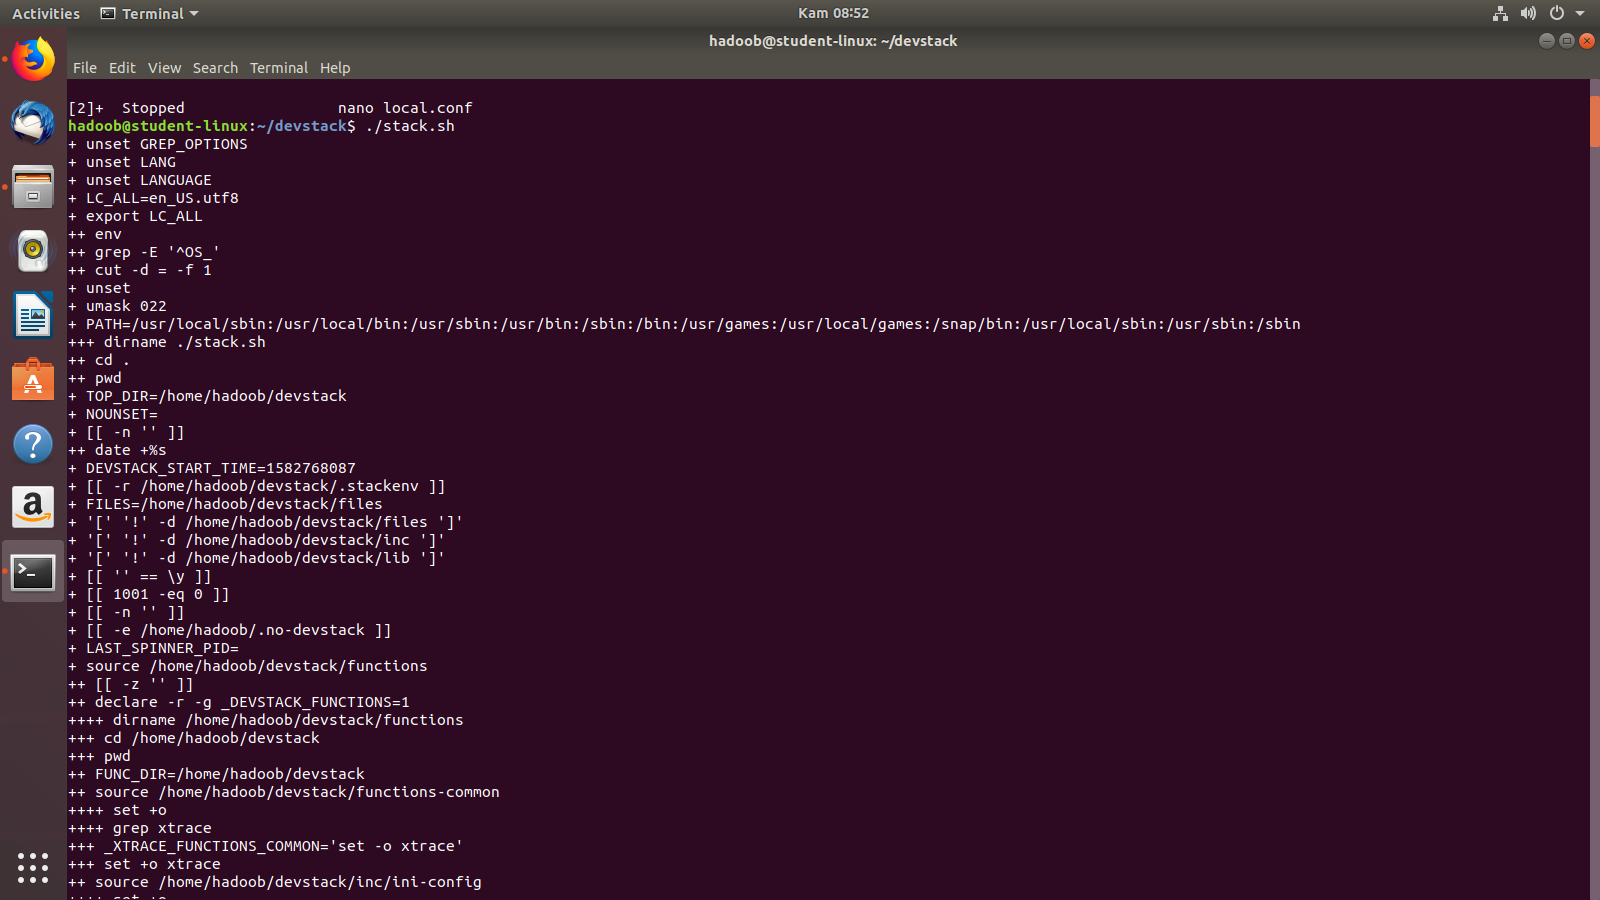 Activities Terminal Kam 08:52
hadoob@student-linux: ~/devstack
File Edit View Search Terminal Help
[2]+  Stopped                 nano local.conf
hadoob@student-linux:~/devstack$ ./stack.sh
+ unset GREP_OPTIONS
+ unset LANG
+ unset LANGUAGE
+ LC_ALL=en_US.utf8
+ export LC_ALL
++ env
++ grep -E '^OS_'
++ cut -d = -f 1
+ unset
+ umask 022
+ PATH=/usr/local/sbin:/usr/local/bin:/usr/sbin:/usr/bin:/sbin:/bin:/usr/games:/usr/local/games:/snap/bin:/usr/local/sbin:/usr/sbin:/sbin
+++ dirname ./stack.sh
++ cd .
++ pwd
+ TOP_DIR=/home/hadoob/devstack
+ NOUNSET=
+ [[ -n '' ]]
++ date +%s
+ DEVSTACK_START_TIME=1582768087
+ [[ -r /home/hadoob/devstack/.stackenv ]]
+ FILES=/home/hadoob/devstack/files
+ '[' '!' -d /home/hadoob/devstack/files ']'
+ '[' '!' -d /home/hadoob/devstack/inc ']'
+ '[' '!' -d /home/hadoob/devstack/lib ']'
+ [[ '' == \y ]]
+ [[ 1001 -eq 0 ]]
+ [[ -n '' ]]
+ [[ -e /home/hadoob/.no-devstack ]]
+ LAST_SPINNER_PID=
+ source /home/hadoob/devstack/functions
++ [[ -z '' ]]
++ declare -r -g _DEVSTACK_FUNCTIONS=1
++++ dirname /home/hadoob/devstack/functions
+++ cd /home/hadoob/devstack
+++ pwd
++ FUNC_DIR=/home/hadoob/devstack
++ source /home/hadoob/devstack/functions-common
++++ set +o
++++ grep xtrace
+++ _XTRACE_FUNCTIONS_COMMON='set -o xtrace'
+++ set +o xtrace
++ source /home/hadoob/devstack/inc/ini-config
++++ set +o